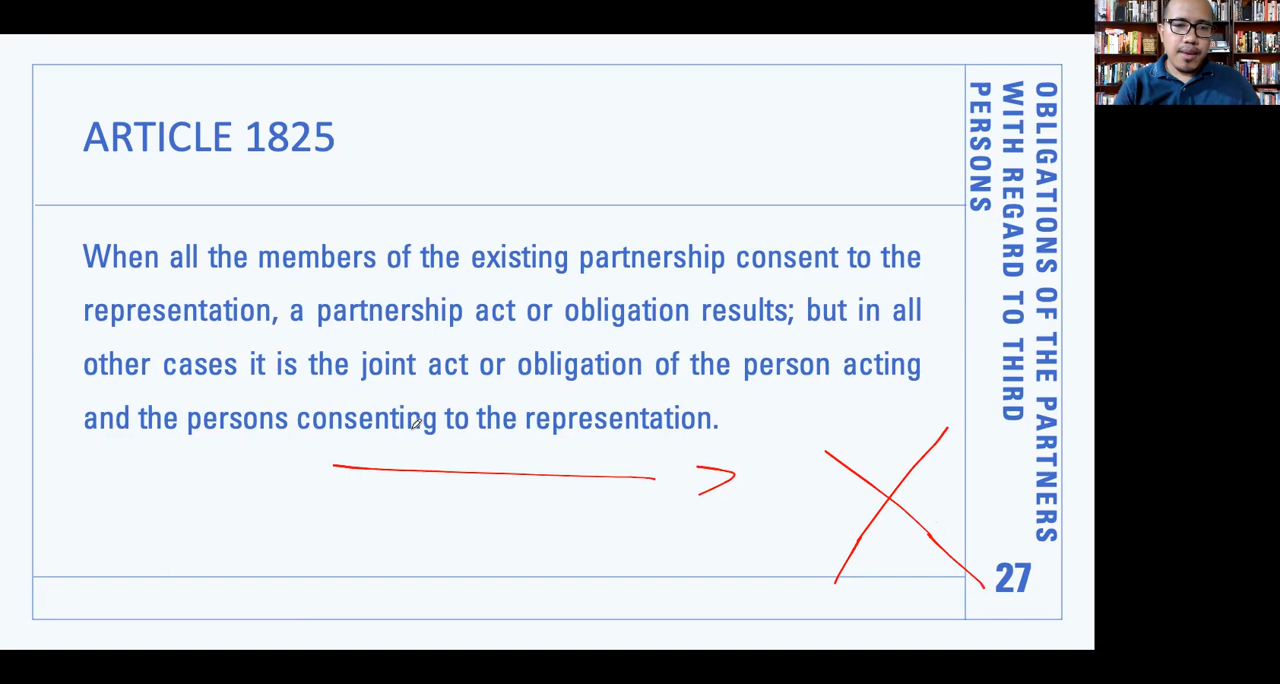 ARTICLE 1825
When all the members of the existing partnership consent to the
representation, a partnership act or obligation results; but in all
other cases it is the joint act or obligation of the person acting
and the persons consenting to the representation.
OBLIGATIONS OF THE PARTNERS
WITH REGARD TO THIRD
PERSONS
27